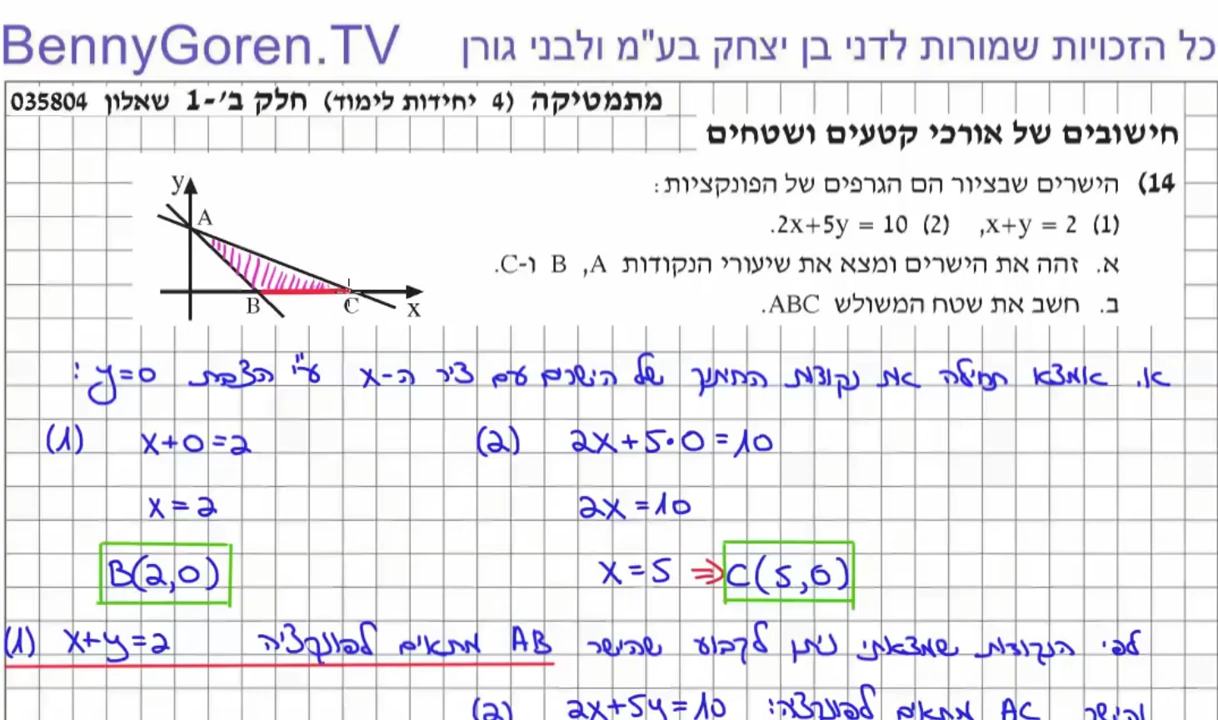 BennyGoren.TV כל הזכויות שמורות לדני בן יצחק בע"מ ולבני גורן
מתמטיקה (4 יחידות לימוד) חלק ב'-1 שאלון 035804
חישובים של אורכי קטעים ושטחים
14) הישרים שבציור הם הגרפים של הפונקציות:
(1) x+y = 2, (2) 2x+5y = 10.
א. זהה את הישרים ומצא את שיעורי הנקודות A, B ו-C.
ב. חשב את שטח המשולש ABC.
y
A
B C x
א. אמצא תחילה את נקודות החיתוך של הישרים עם ציר ה-x ע"י הצבת y=0:
(1) x+0=2 (2) 2x+5·0=10
x=2 2x=10
B(2,0) x=5 ⇒ C(5,0)
לפי הנקודות שמצאתי ניתן לקבוע שהישר AB מתאים לפונקציה (1) x+y=2
והישר AC מתאים לפונקציה: (2) 2x+5y=10